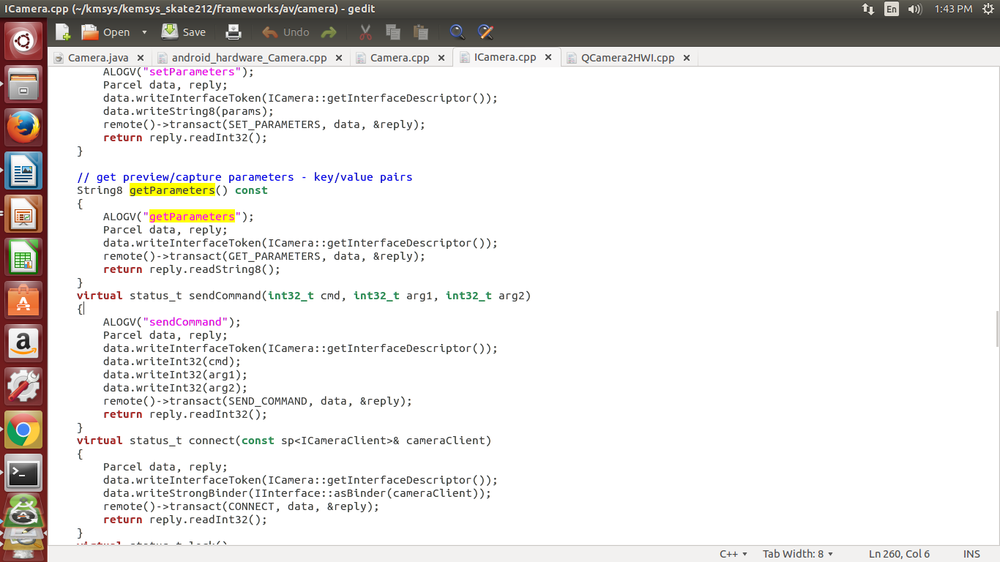 ICamera.cpp (~/kmsys/kemsys_skate212/frameworks/av/camera) - gedit
En 1:43 PM
Open Save Undo
Camera.java × android_hardware_Camera.cpp × Camera.cpp × ICamera.cpp × QCamera2HWI.cpp ×
ALOGV("setParameters");
Parcel data, reply;
data.writeInterfaceToken(ICamera::getInterfaceDescriptor());
data.writeString8(params);
remote()->transact(SET_PARAMETERS, data, &reply);
return reply.readInt32();
}
// get preview/capture parameters - key/value pairs
String8 getParameters() const
{
ALOGV("getParameters");
Parcel data, reply;
data.writeInterfaceToken(ICamera::getInterfaceDescriptor());
remote()->transact(GET_PARAMETERS, data, &reply);
return reply.readString8();
}
virtual status_t sendCommand(int32_t cmd, int32_t arg1, int32_t arg2)
{
ALOGV("sendCommand");
Parcel data, reply;
data.writeInterfaceToken(ICamera::getInterfaceDescriptor());
data.writeInt32(cmd);
data.writeInt32(arg1);
data.writeInt32(arg2);
remote()->transact(SEND_COMMAND, data, &reply);
return reply.readInt32();
}
virtual status_t connect(const sp<ICameraClient>& cameraClient)
{
Parcel data, reply;
data.writeInterfaceToken(ICamera::getInterfaceDescriptor());
data.writeStrongBinder(IInterface::asBinder(cameraClient));
remote()->transact(CONNECT, data, &reply);
return reply.readInt32();
}
virtual status_t lock()
C++ Tab Width: 8 Ln 260, Col 6 INS